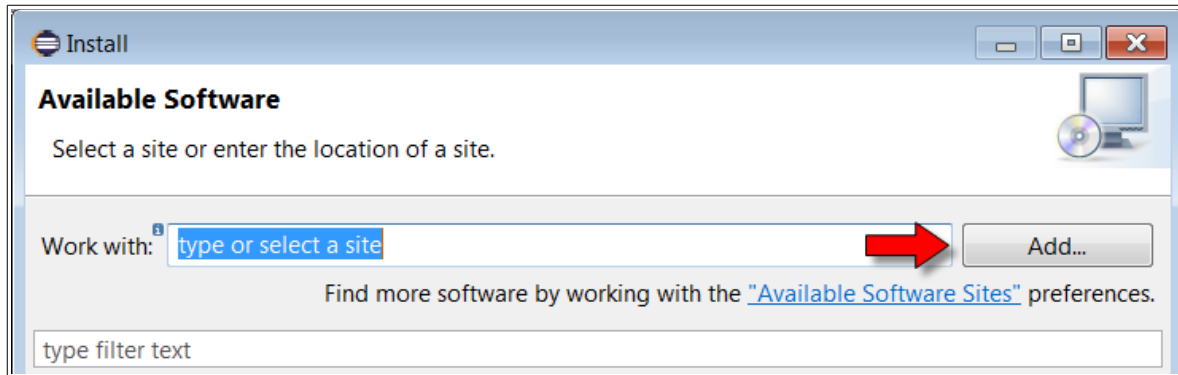 Install
Available Software
Select a site or enter the location of a site.
Work with: type or select a site Add...
Find more software by working with the "Available Software Sites" preferences.
type filter text